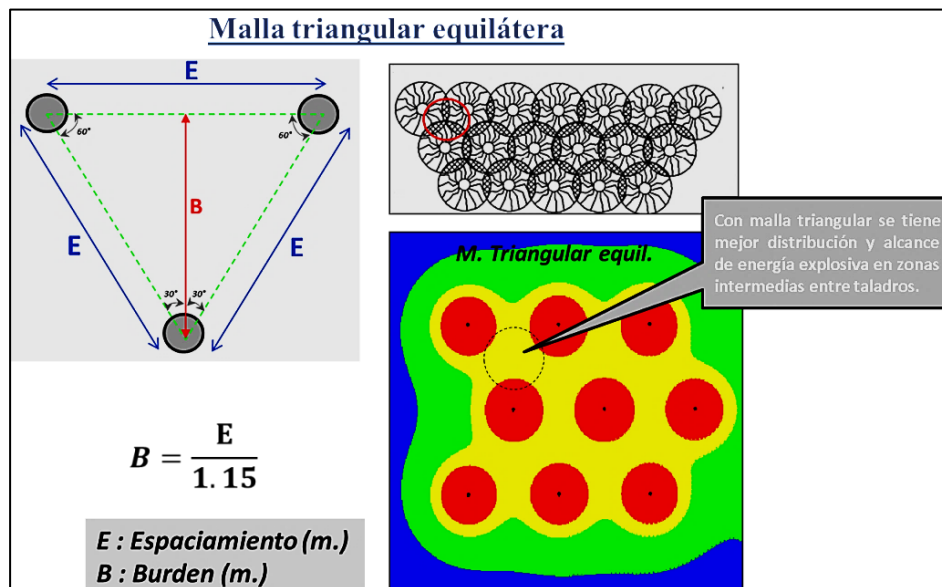 Malla triangular equilátera
E
60°
60°
B
E
E
30°
30°
M. Triangular equil.
Con malla triangular se tiene
mejor distribución y alcance
de energía explosiva en zonas
intermedias entre taladros.
B = E / 1.15
E : Espaciamiento (m.)
B : Burden (m.)